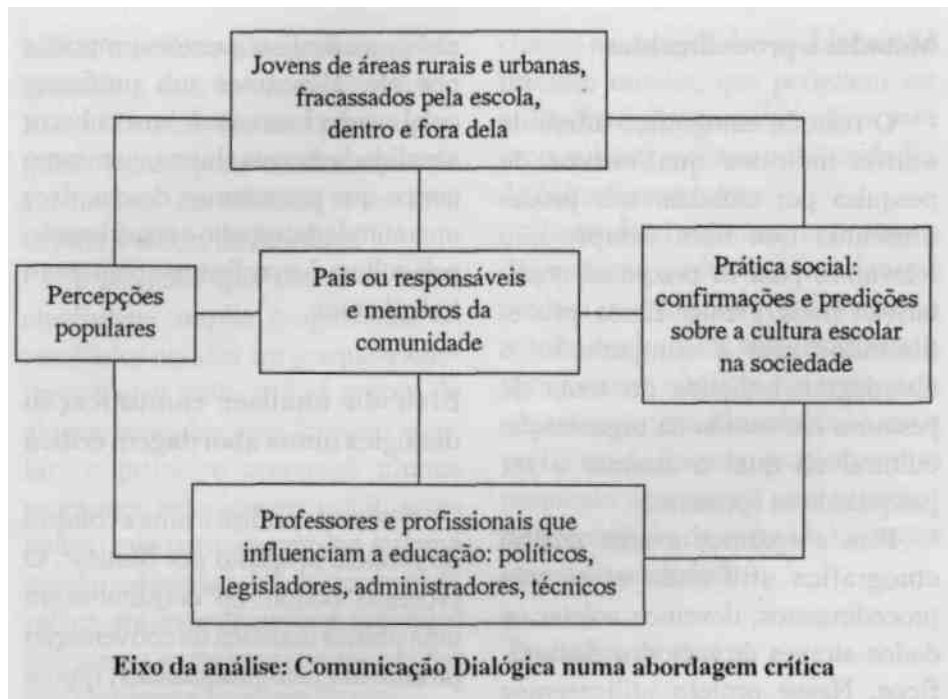 Jovens de áreas rurais e urbanas,
fracassados pela escola,
dentro e fora dela
Percepções
populares
Pais ou responsáveis
e membros da
comunidade
Prática social:
confirmações e predições
sobre a cultura escolar
na sociedade
Professores e profissionais que
influenciam a educação: políticos,
legisladores, administradores, técnicos
Eixo da análise: Comunicação Dialógica numa abordagem crítica